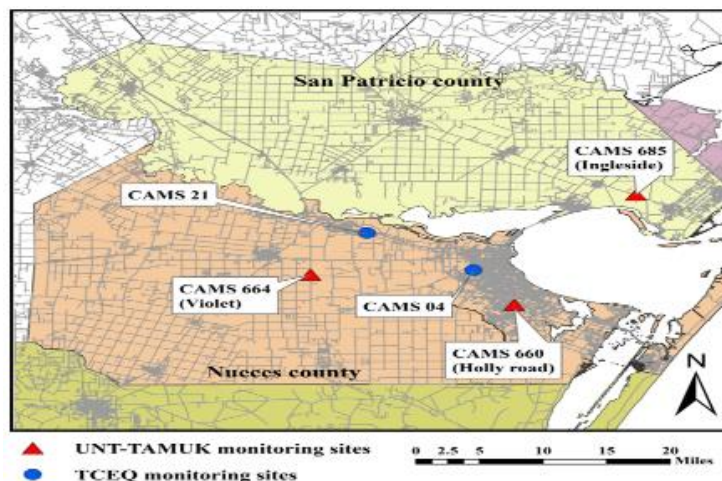 San Patricio county
CAMS 685
(Ingleside)
CAMS 21
CAMS 664
(Violet)
CAMS 04
CAMS 660
(Holly road)
Nueces county
N
UNT-TAMUK monitoring sites
TCEQ monitoring sites
0 2.5 5 10 15 20
Miles